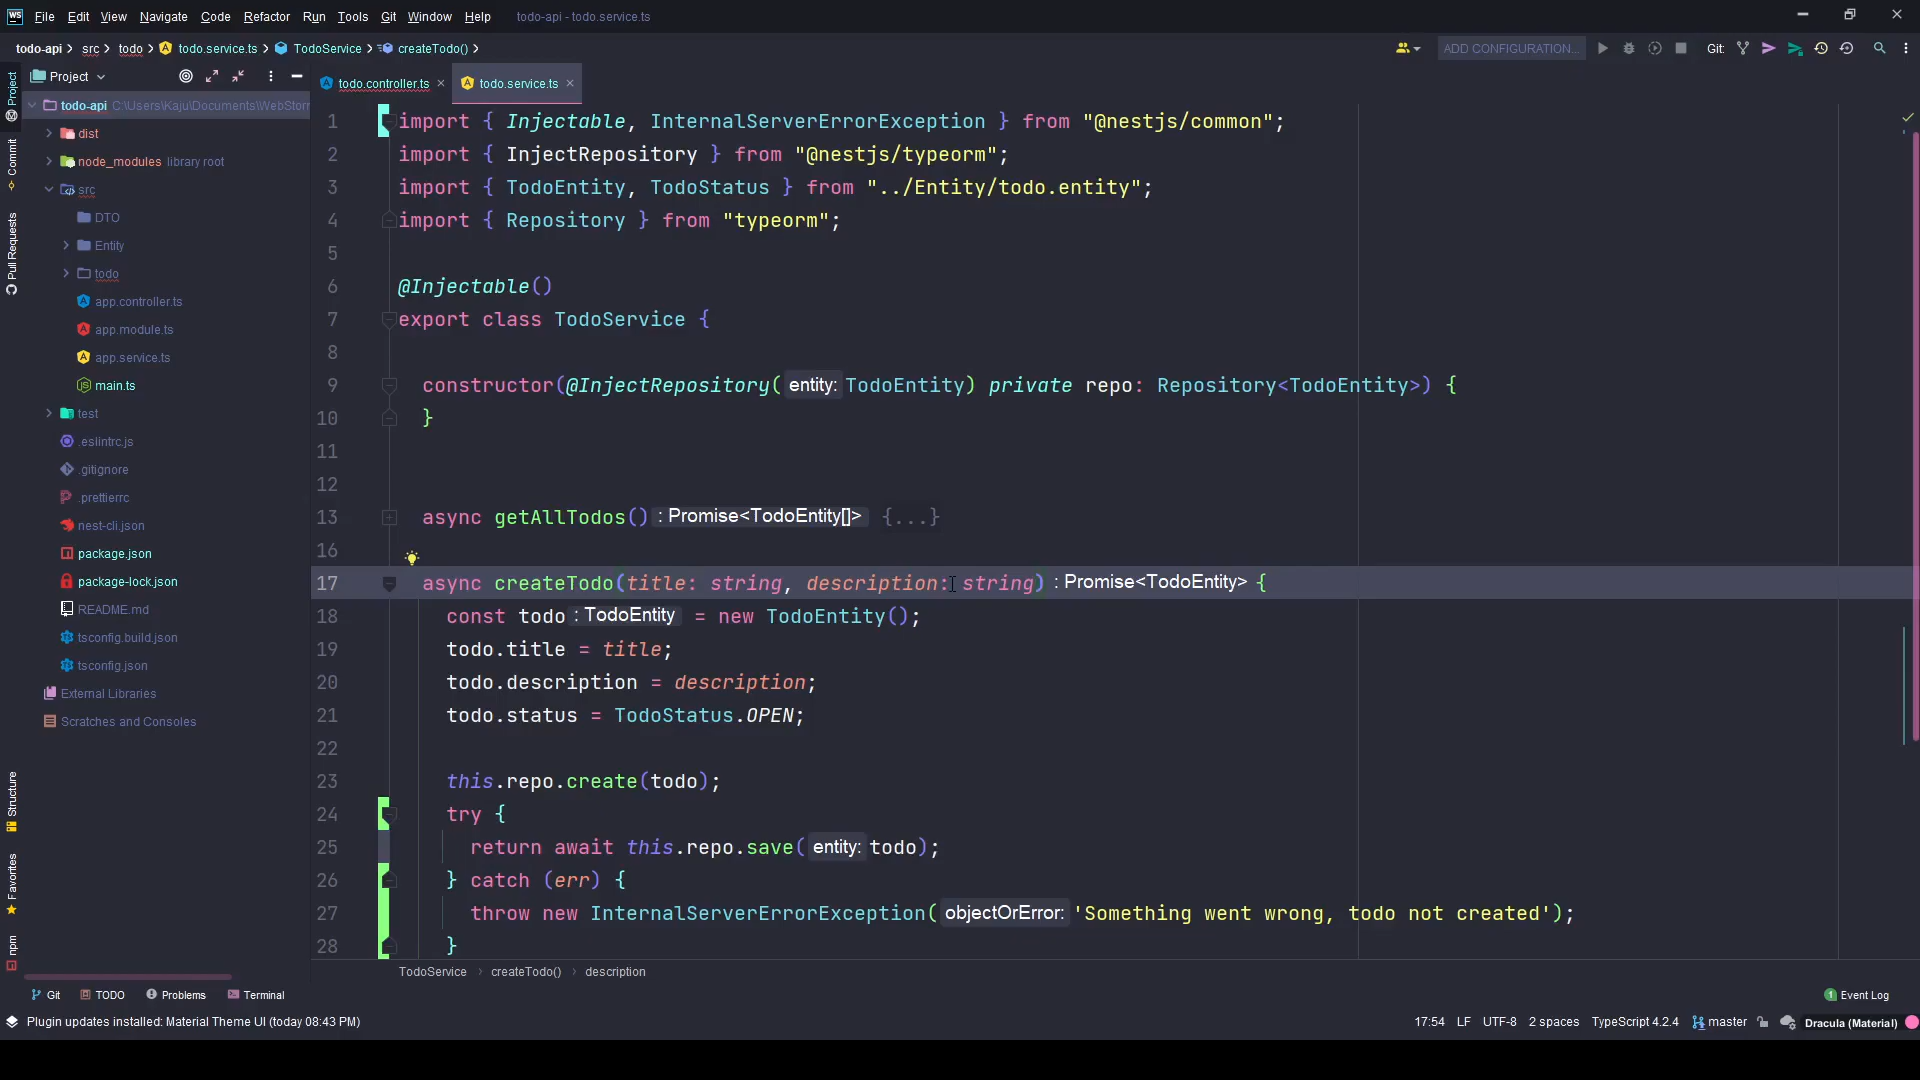 WS File Edit View Navigate Code Refactor Run Tools Git Window Help todo-api - todo.service.ts
todo-api src todo todo.service.ts TodoService createTodo() ADD CONFIGURATION... Git:
Project
todo.controller.ts
todo.service.ts
todo-api C:\Users\Kaju\Documents\WebStorr
dist
node_modules library root
src
DTO
Entity
todo
app.controller.ts
app.module.ts
app.service.ts
main.ts
test
.eslintrc.js
.gitignore
.prettierrc
nest-cli.json
package.json
package-lock.json
README.md
tsconfig.build.json
tsconfig.json
External Libraries
Scratches and Consoles
Project
Commit
Pull Requests
Structure
Favorites
npm
1 import { Injectable, InternalServerErrorException } from "@nestjs/common";
2 import { InjectRepository } from "@nestjs/typeorm";
3 import { TodoEntity, TodoStatus } from "../Entity/todo.entity";
4 import { Repository } from "typeorm";
5
6 @Injectable()
7 export class TodoService {
8
9 constructor(@InjectRepository( entity: TodoEntity) private repo: Repository<TodoEntity>) {
10 }
11
12
13 async getAllTodos() : Promise<TodoEntity[]> {...}
16
17 async createTodo(title: string, description: string) : Promise<TodoEntity> {
18 const todo : TodoEntity = new TodoEntity();
19 todo.title = title;
20 todo.description = description;
21 todo.status = TodoStatus.OPEN;
22
23 this.repo.create(todo);
24 try {
25 return await this.repo.save( entity: todo);
26 } catch (err) {
27 throw new InternalServerErrorException( objectOrError: 'Something went wrong, todo not created');
28 }
TodoService createTodo() description
Git TODO Problems Terminal 1 Event Log
Plugin updates installed: Material Theme UI (today 08:43 PM) 17:54 LF UTF-8 2 spaces TypeScript 4.2.4 master Dracula (Material)